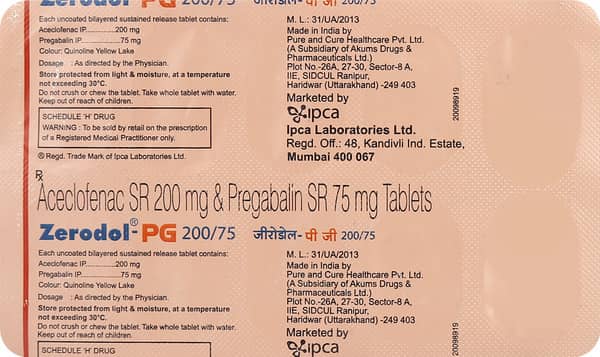 Zerodol-PG 200/75 जीरोडोल-पी जी 200/75
Each uncoated bilayered sustained release tablet contains:
Aceclofenac IP...............200 mg
Pregabalin IP.................75 mg
Colour: Quinoline Yellow Lake
Dosage : As directed by the Physician.
Store protected from light & moisture, at a temperature
not exceeding 30°C.
Do not crush or chew the tablet. Take whole tablet with water.
Keep out of reach of children.
SCHEDULE 'H' DRUG
WARNING : To be sold by retail on the prescription
of a Registered Medical Practitioner only.
® Regd. Trade Mark of Ipca Laboratories Ltd.
M. L.: 31/UA/2013
Made in India by
Pure and Cure Healthcare Pvt. Ltd.
(A Subsidiary of Akums Drugs &
Pharmaceuticals Ltd.)
Plot No.-26A, 27-30, Sector-8 A,
IIE, SIDCUL Ranipur,
Haridwar (Uttarakhand) -249 403
Marketed by
ipca
Ipca Laboratories Ltd.
Regd. Off.: 48, Kandivli Ind. Estate,
Mumbai 400 067
20098919
Rx
Aceclofenac SR 200 mg & Pregabalin SR 75 mg Tablets
Zerodol®-PG 200/75 जीरोडोल-पी जी 200/75
Each uncoated bilayered sustained release tablet contains:
Aceclofenac IP...............200 mg
Pregabalin IP.................75 mg
Colour: Quinoline Yellow Lake
Dosage : As directed by the Physician.
Store protected from light & moisture, at a temperature
not exceeding 30°C.
Do not crush or chew the tablet. Take whole tablet with water.
Keep out of reach of children.
SCHEDULE 'H' DRUG
M. L.: 31/UA/2013
Made in India by
Pure and Cure Healthcare Pvt. Ltd.
(A Subsidiary of Akums Drugs &
Pharmaceuticals Ltd.)
Plot No.-26A, 27-30, Sector-8 A,
IIE, SIDCUL Ranipur,
Haridwar (Uttarakhand) -249 403
Marketed by
ipca
20098919